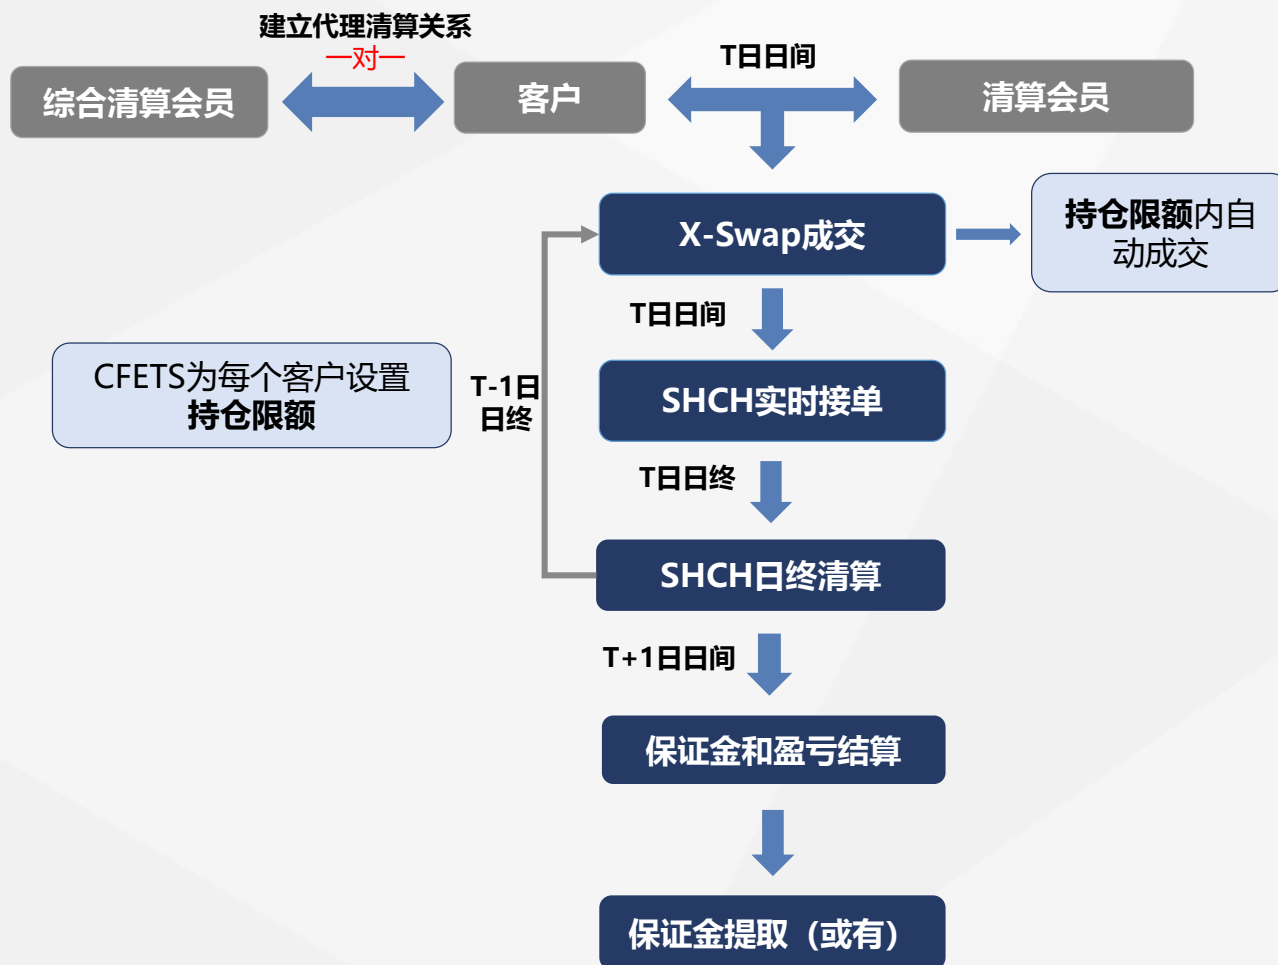 建立代理清算关系
一对一
T日日间
综合清算会员
客户
清算会员
X-Swap成交
持仓限额内自
动成交
T日日间
CFETS为每个客户设置
持仓限额
T-1日
日终
SHCH实时接单
T日日终
SHCH日终清算
T+1日日间
保证金和盈亏结算
保证金提取（或有）